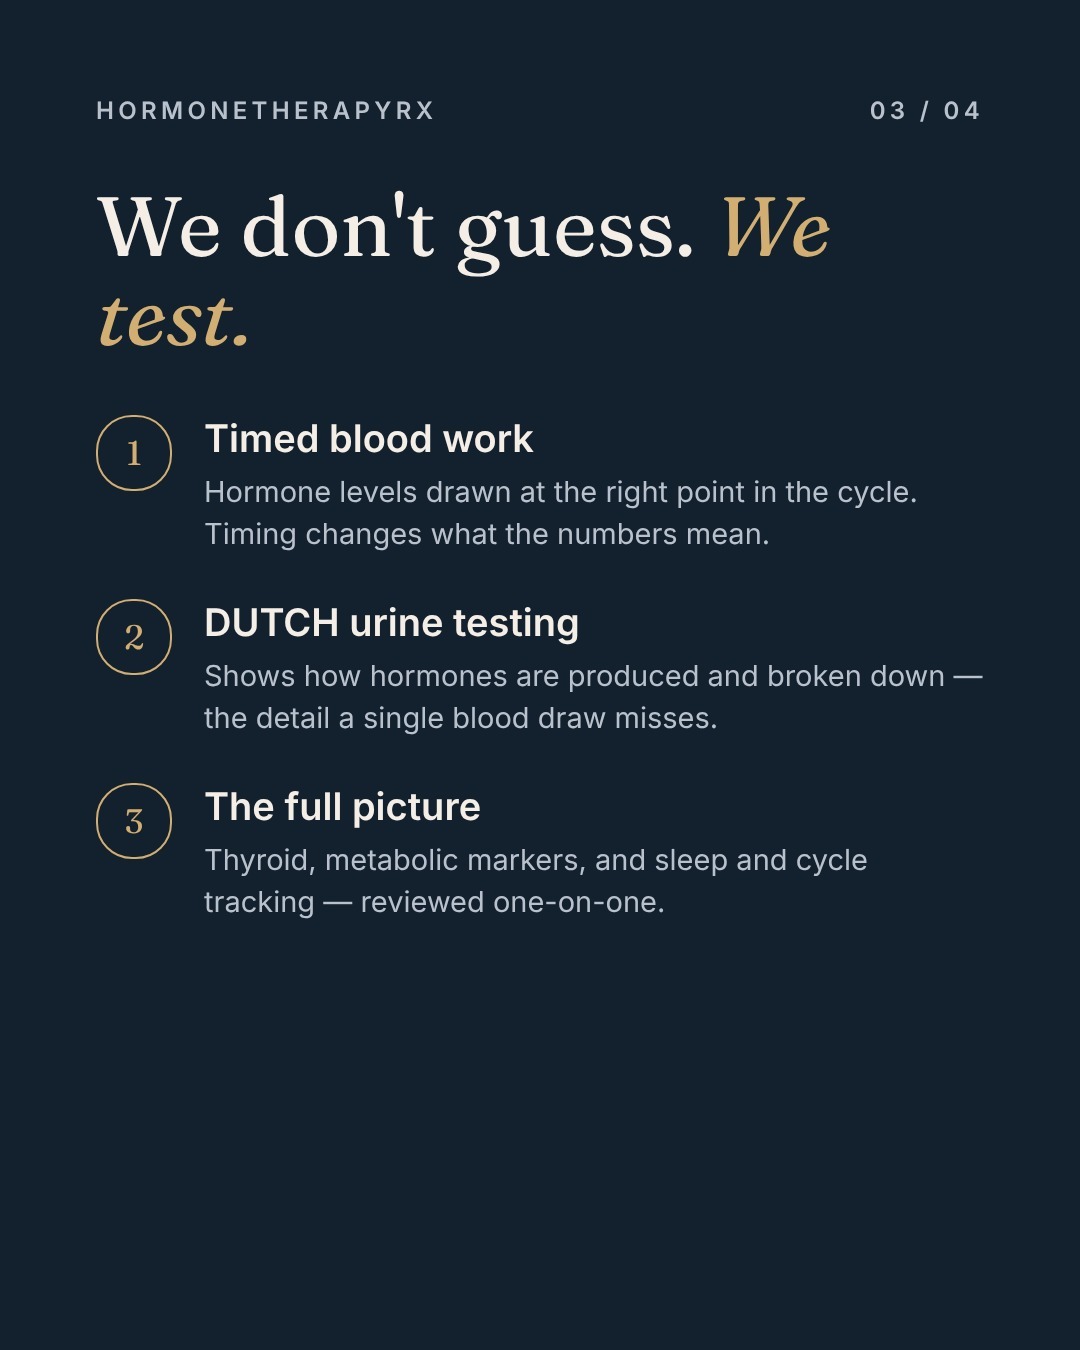 HORMONETHERAPYRX 03 / 04
We don't guess. We
test.
1 Timed blood work
Hormone levels drawn at the right point in the cycle.
Timing changes what the numbers mean.
2 DUTCH urine testing
Shows how hormones are produced and broken down —
the detail a single blood draw misses.
3 The full picture
Thyroid, metabolic markers, and sleep and cycle
tracking — reviewed one-on-one.